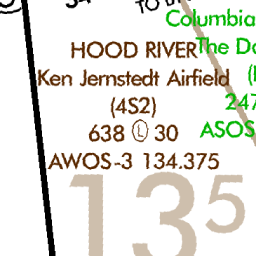 Columbia
HOOD RIVER
The Da
Ken Jernstedt Airfield
(4S2)
247
638 Ⓛ 30
ASOS
AWOS-3 134.375
13⁵